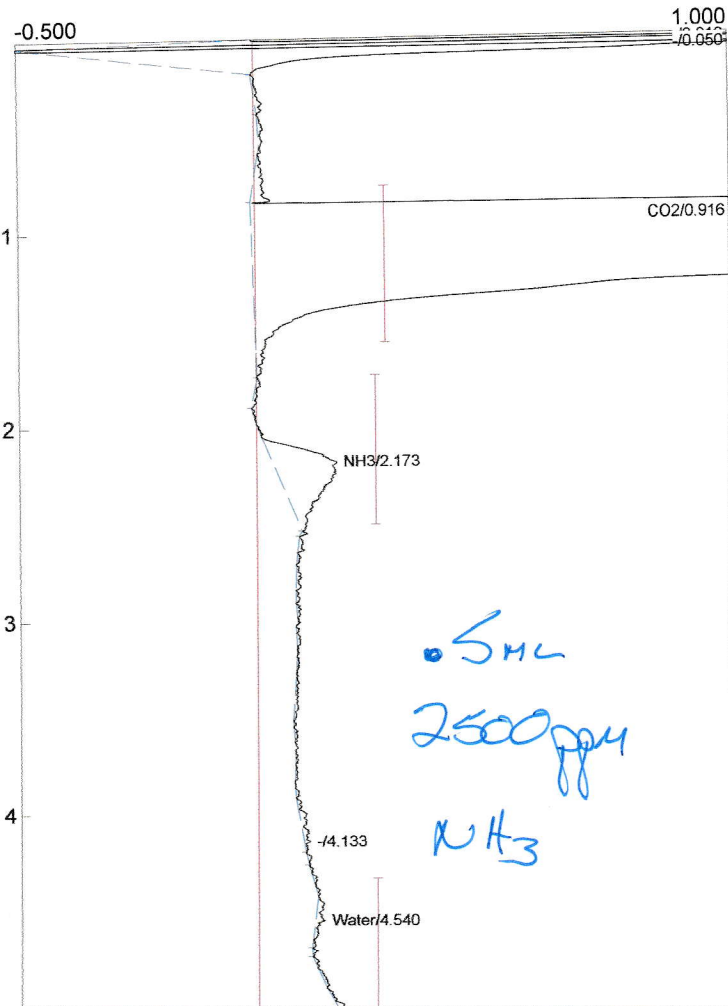 -0.500
1.000
-/0.050
CO2/0.916
1
2
NH3/2.173
3
.5ML
2500ppM
NH3
4
-/4.133
Water/4.540